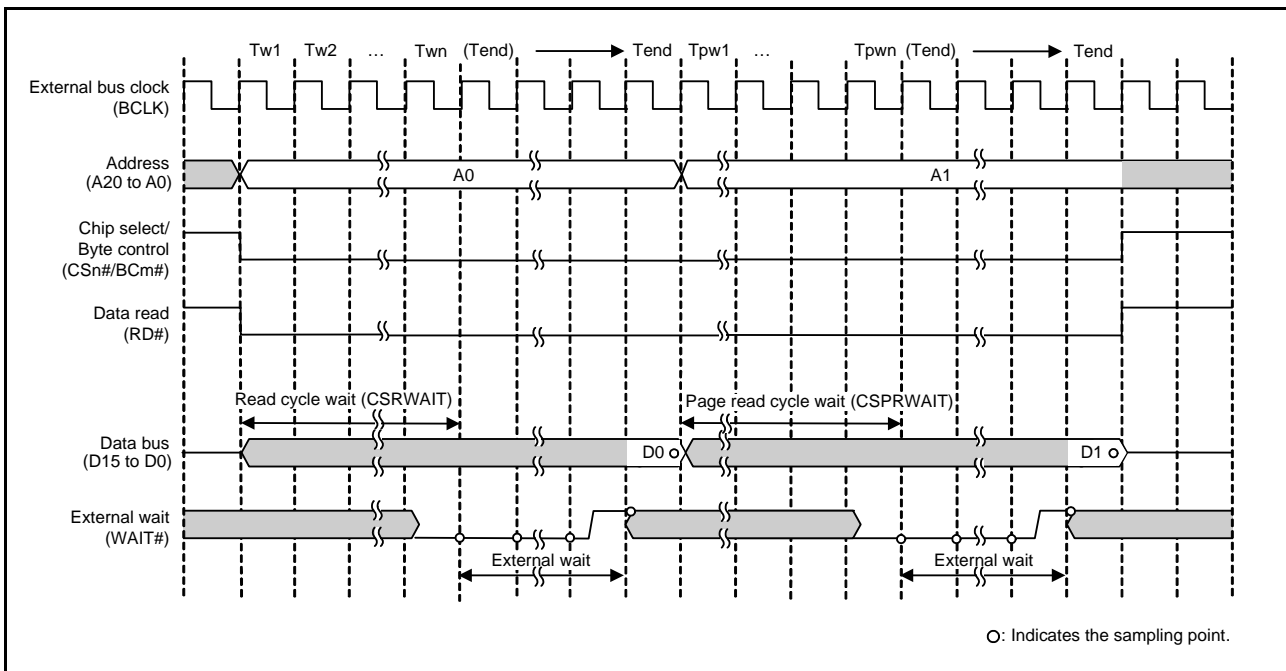 Tw1 Tw2 … Twn (Tend) Tend Tpw1 … Tpwn (Tend) Tend
External bus clock
(BCLK)
Address
(A20 to A0)
A0 A1
Chip select/
Byte control
(CSn#/BCm#)
Data read
(RD#)
Read cycle wait (CSRWAIT) Page read cycle wait (CSPRWAIT)
Data bus
(D15 to D0)
D0 D1
External wait
(WAIT#)
External wait External wait
O: Indicates the sampling point.